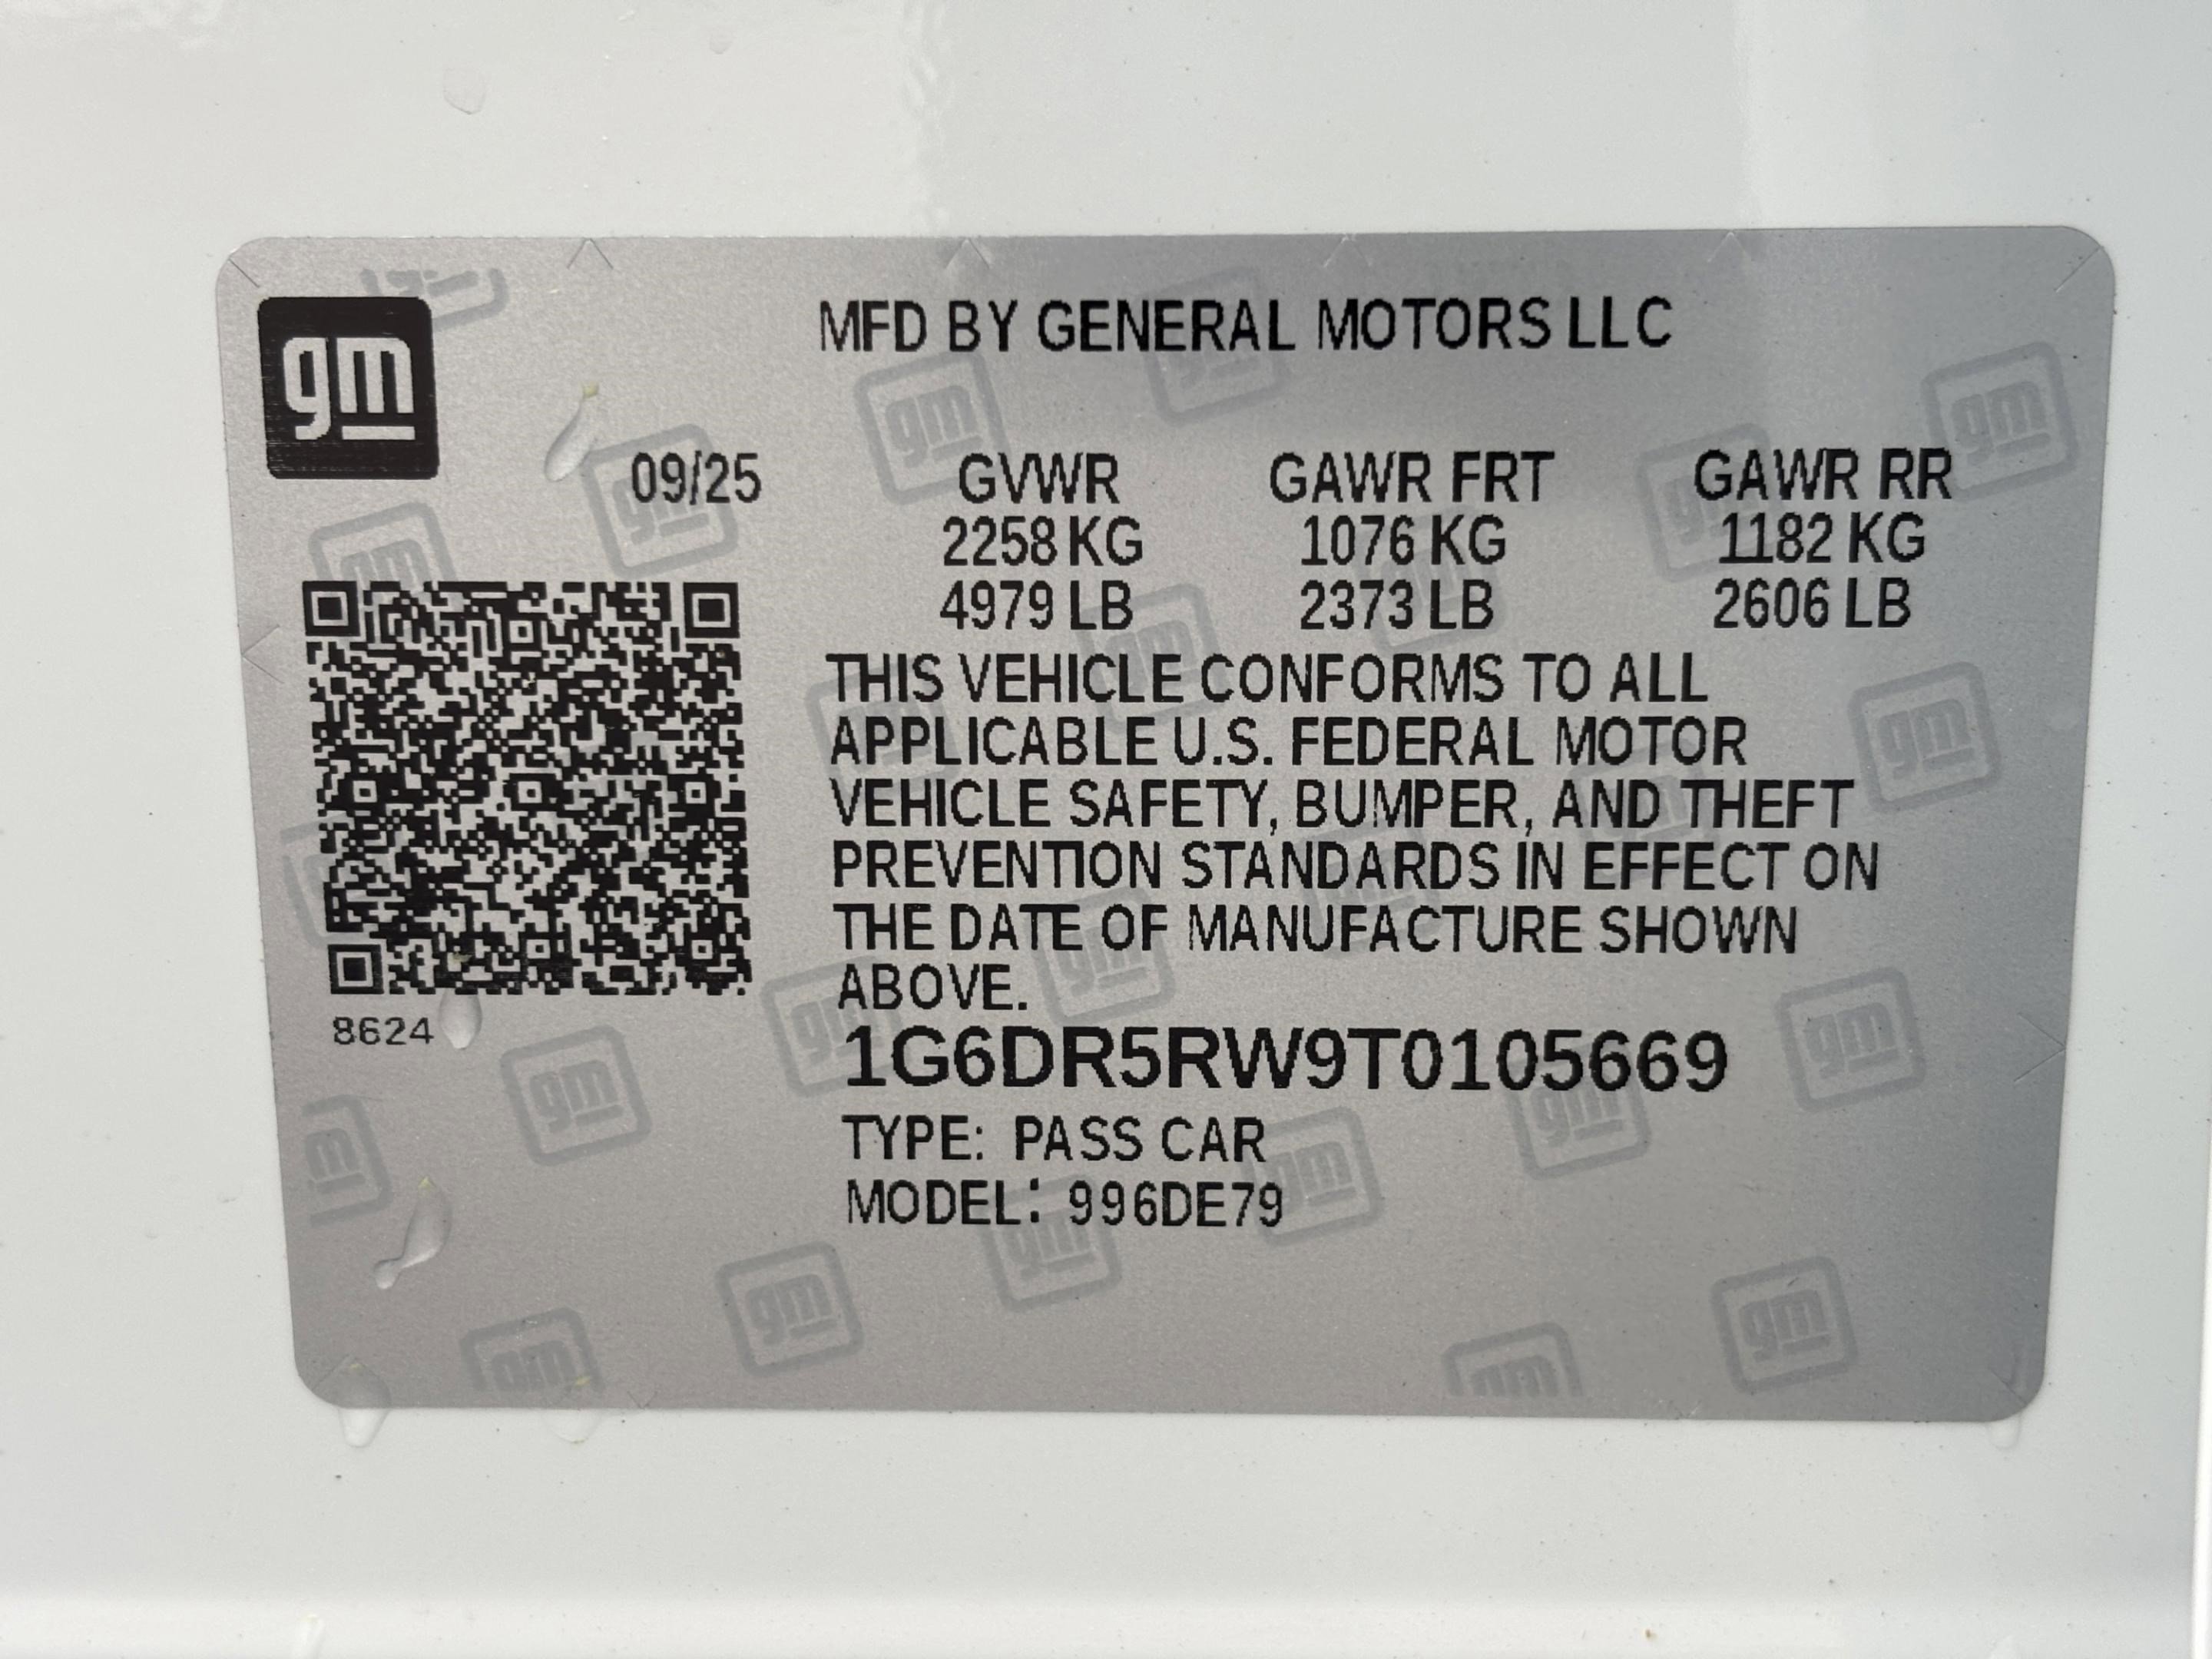 gm
MFD BY GENERAL MOTORS LLC
09/25 GVWR GAWR FRT GAWR RR
2258 KG 1076 KG 1182 KG
4979 LB 2373 LB 2606 LB
THIS VEHICLE CONFORMS TO ALL
APPLICABLE U.S. FEDERAL MOTOR
VEHICLE SAFETY, BUMPER, AND THEFT
PREVENTION STANDARDS IN EFFECT ON
THE DATE OF MANUFACTURE SHOWN
ABOVE.
8624
1G6DR5RW9T0105669
TYPE: PASS CAR
MODEL: 996DE79